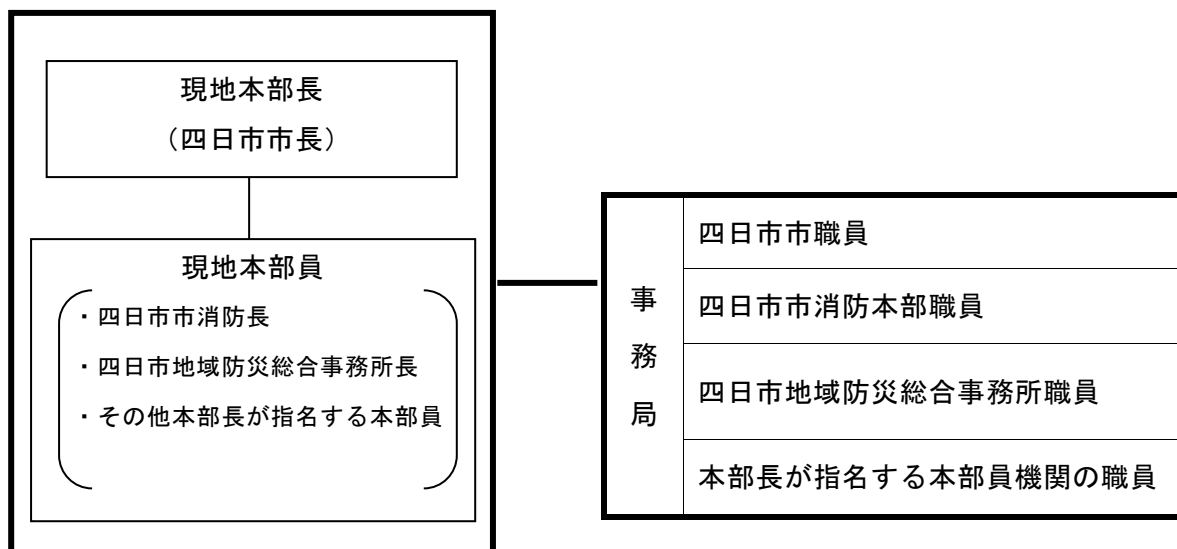 現地本部長
（四日市市長）
現地本部員
・四日市市消防長
・四日市地域防災総合事務所長
・その他本部長が指名する本部員
事務局
四日市市職員
四日市市消防本部職員
四日市地域防災総合事務所職員
本部長が指名する本部員機関の職員